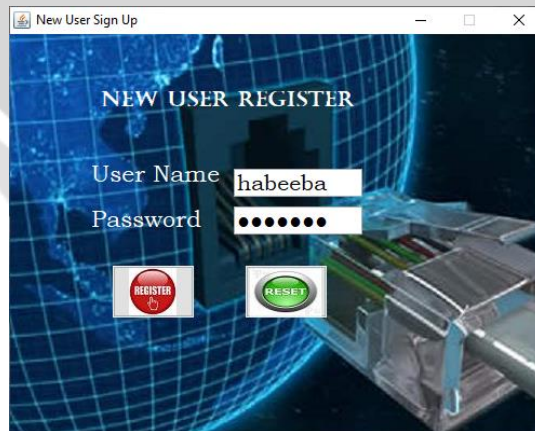 New User Sign Up
NEW USER REGISTER
User Name habeeba
Password ●●●●●●●
REGISTER RESET